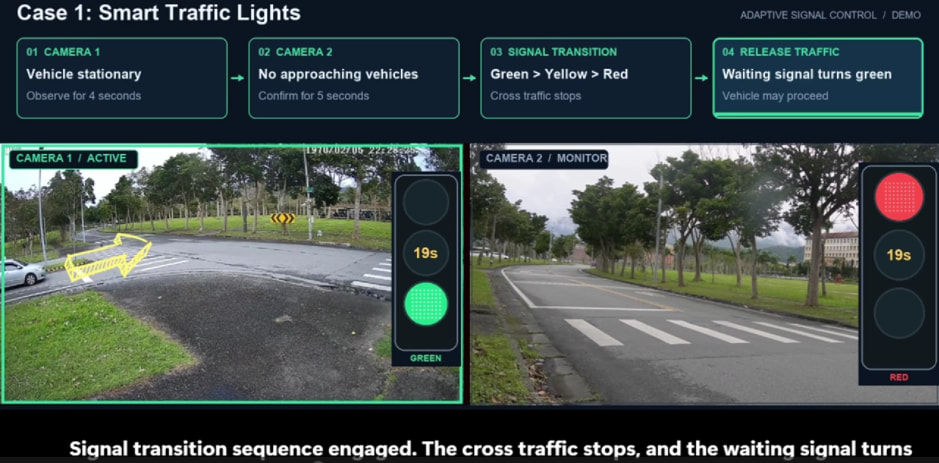 Case 1: Smart Traffic Lights
ADAPTIVE SIGNAL CONTROL / DEMO
01 CAMERA 1
Vehicle stationary
Observe for 4 seconds
02 CAMERA 2
No approaching vehicles
Confirm for 5 seconds
03 SIGNAL TRANSITION
Green > Yellow > Red
Cross traffic stops
04 RELEASE TRAFFIC
Waiting signal turns green
Vehicle may proceed
CAMERA 1 / ACTIVE
19s
GREEN
CAMERA 2 / MONITOR
19s
RED
Signal transition sequence engaged. The cross traffic stops, and the waiting signal turns